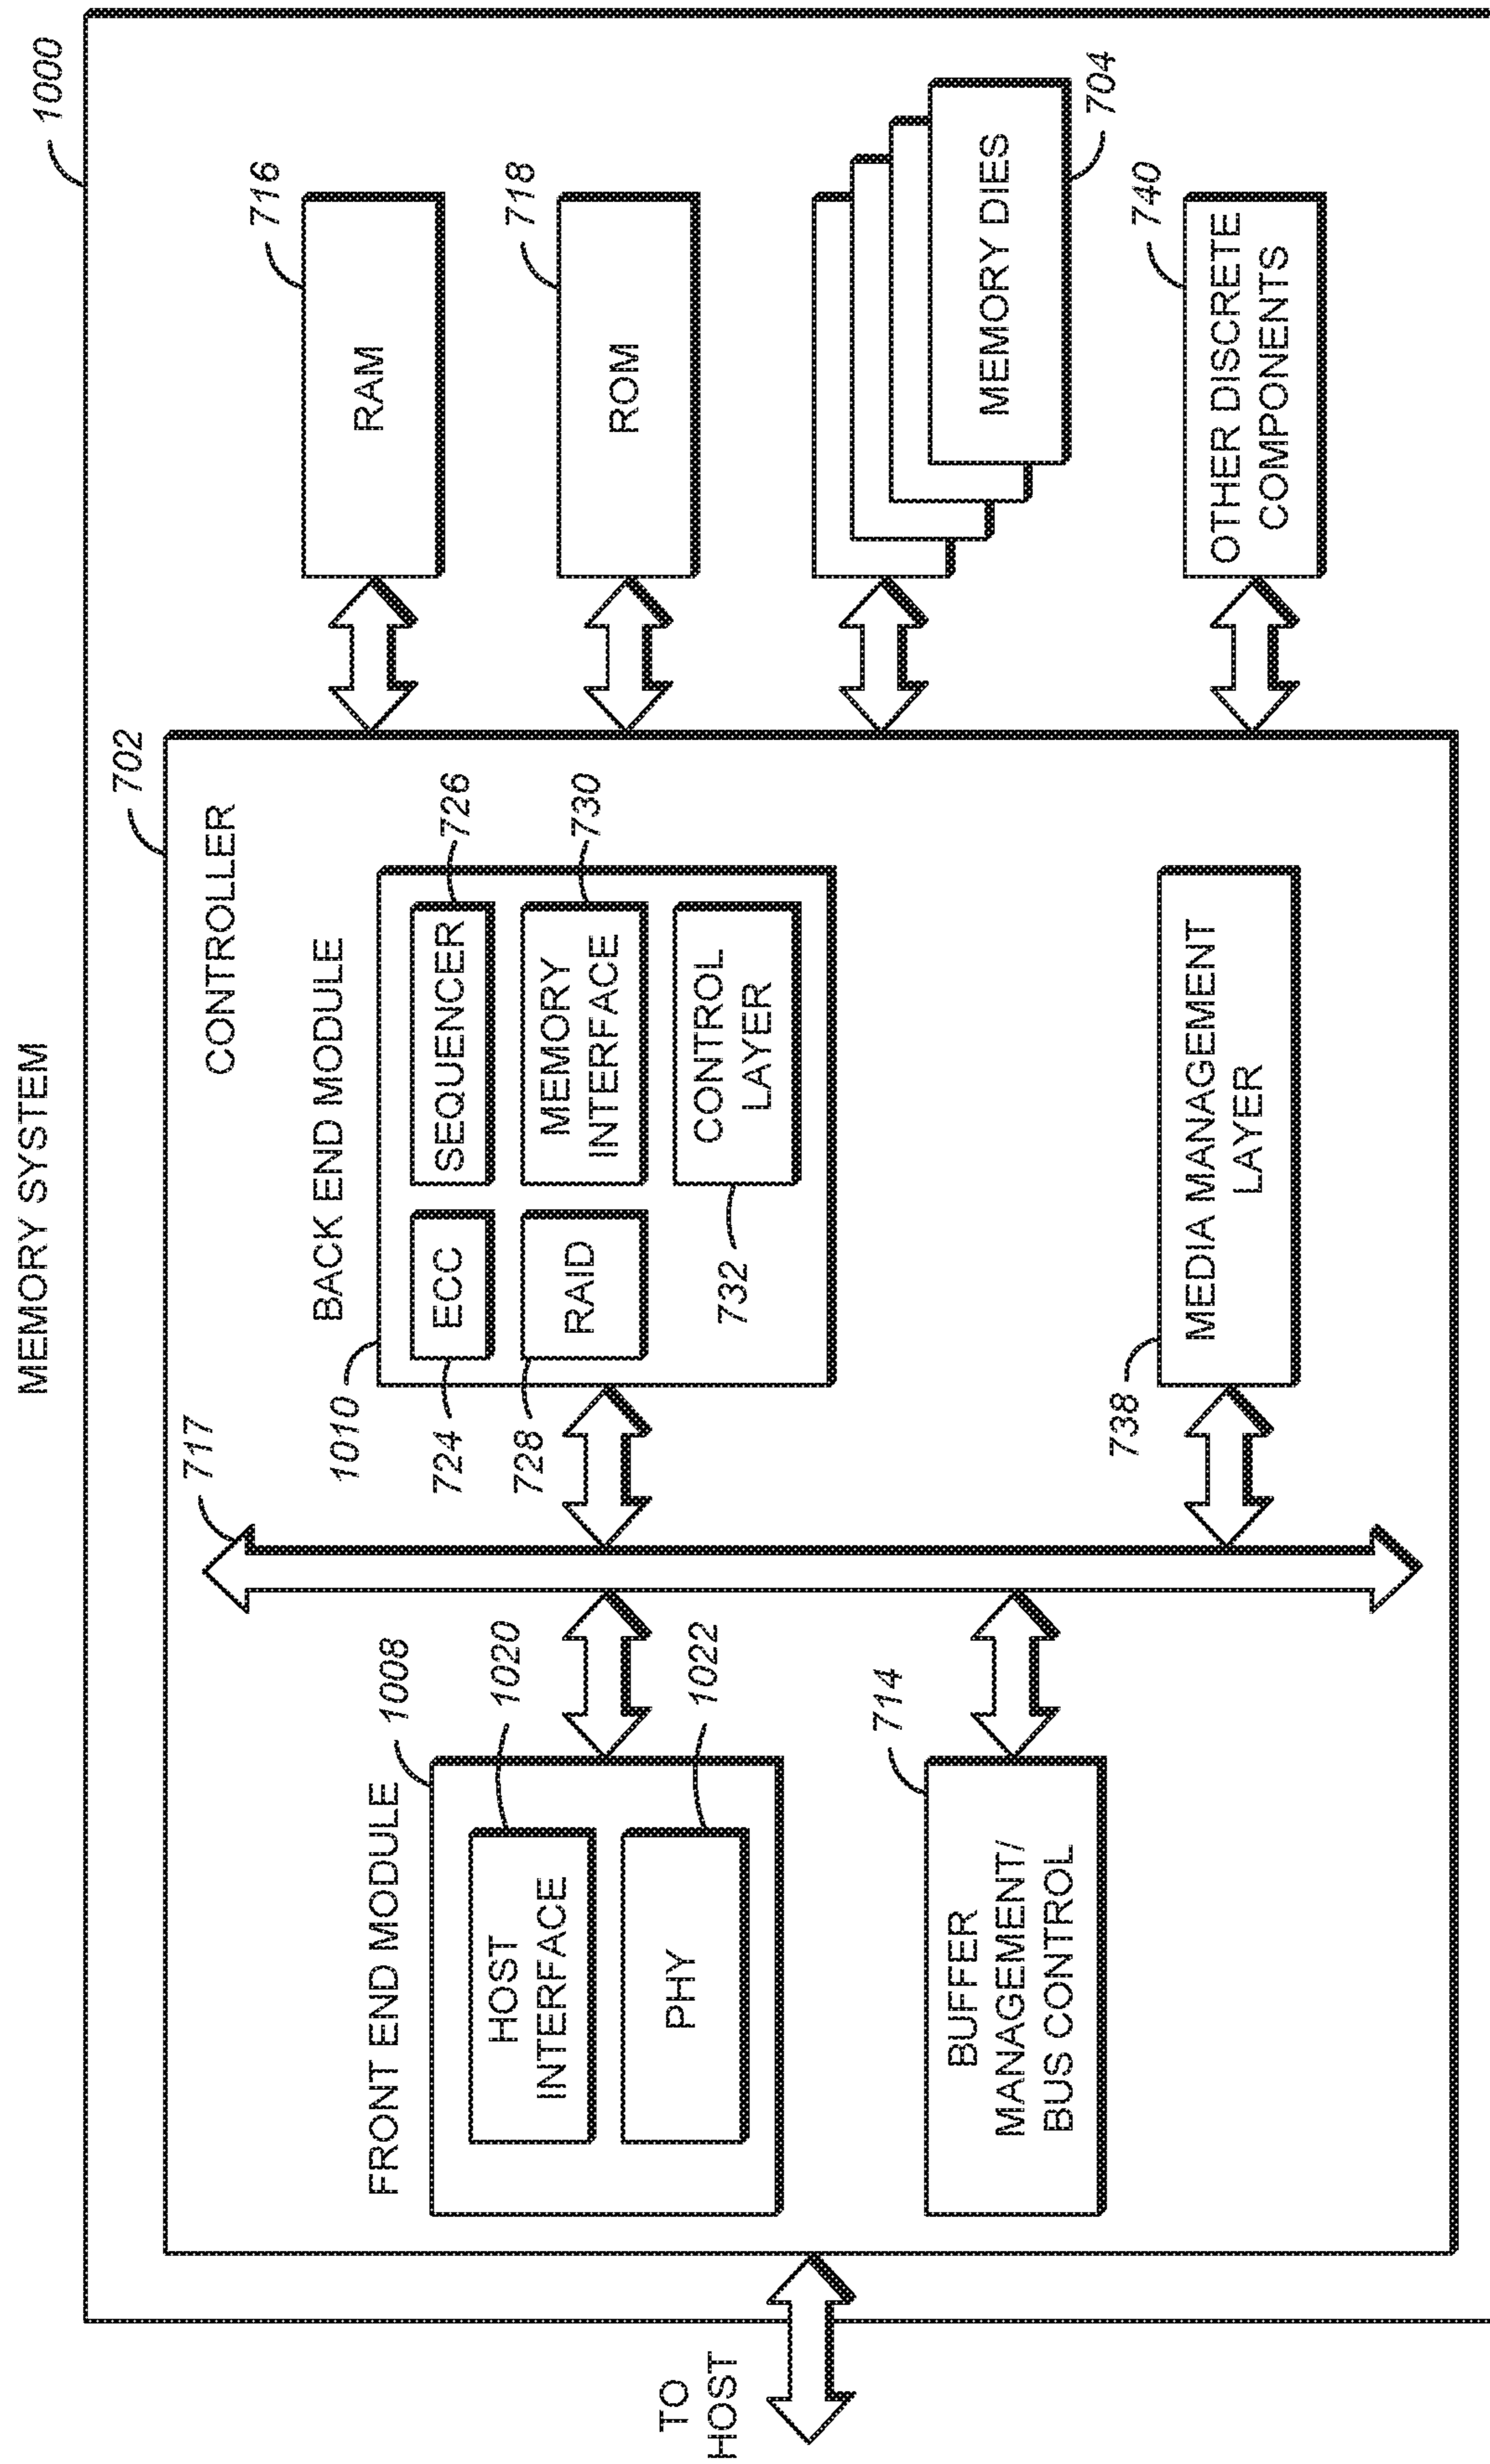 MEMORY SYSTEM
1000
702
CONTROLLER
717
TO
HOST
FRONT END MODULE
1008
HOST
INTERFACE
1020
PHY
1022
BUFFER
MANAGEMENT/
BUS CONTROL
714
BACK END MODULE
1010
ECC
724
SEQUENCER
726
RAID
728
MEMORY
INTERFACE
730
CONTROL
LAYER
732
MEDIA MANAGEMENT
LAYER
738
RAM
716
ROM
718
MEMORY DIES
704
OTHER DISCRETE
COMPONENTS
740